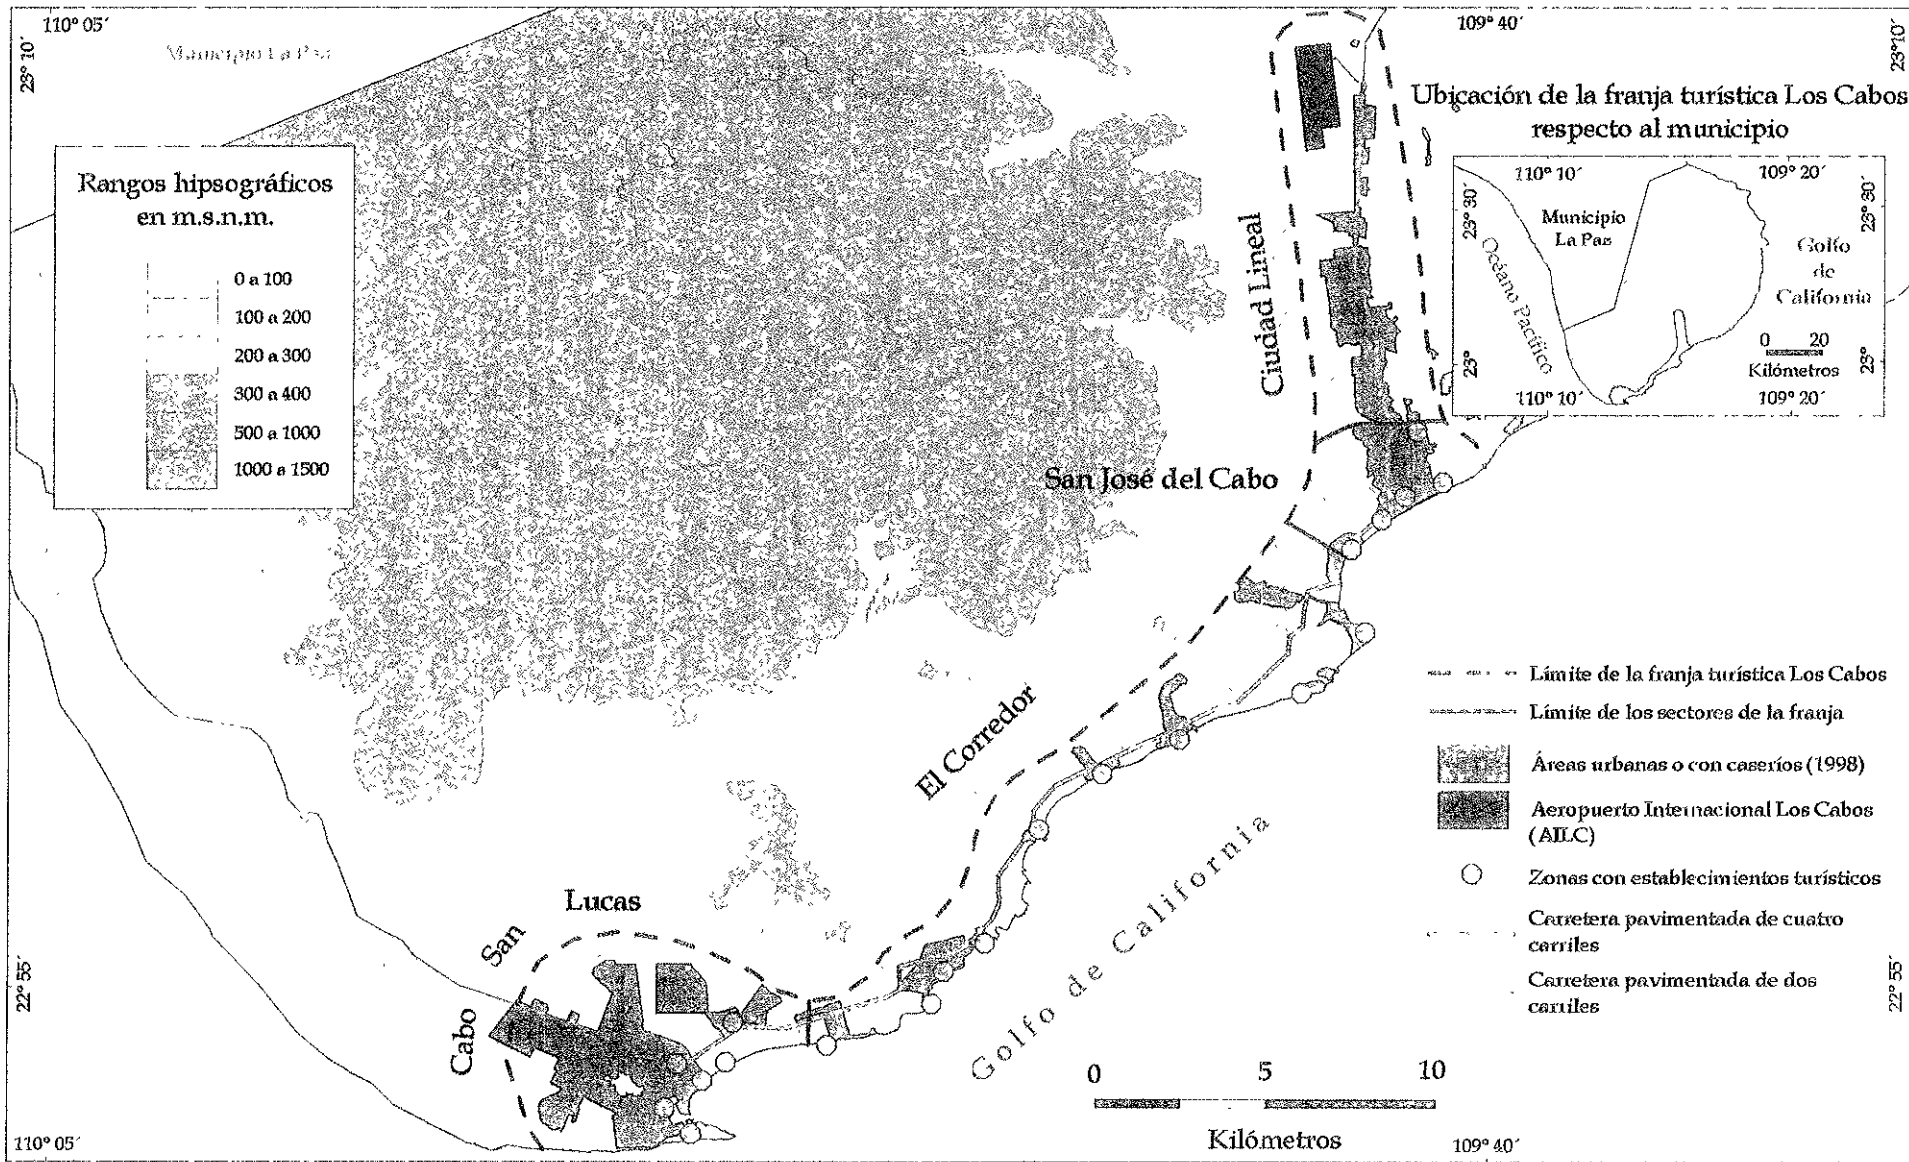 110° 05´
109° 40´
23° 10´
23° 10´
Municipio La Paz
Ubicación de la franja turística Los Cabos
respecto al municipio
110° 10´
109° 20´
23° 30´
23° 30´
Municipio
La Paz
Océano Pacífico
Golfo
de
California
0 20
Kilómetros
23°
23°
110° 10´
109° 20´
Rangos hipsográficos
en m.s.n.m.
0 a 100
100 a 200
200 a 300
300 a 400
500 a 1000
1000 a 1500
Ciudad Lineal
San José del Cabo
El Corredor
Cabo San Lucas
Golfo de California
Límite de la franja turística Los Cabos
Límite de los sectores de la franja
Áreas urbanas o con caseríos (1998)
Aeropuerto Internacional Los Cabos
(AILC)
Zonas con establecimientos turísticos
Carretera pavimentada de cuatro
carriles
Carretera pavimentada de dos
carriles
22° 55´
22° 55´
0 5 10
Kilómetros
110° 05´
109° 40´